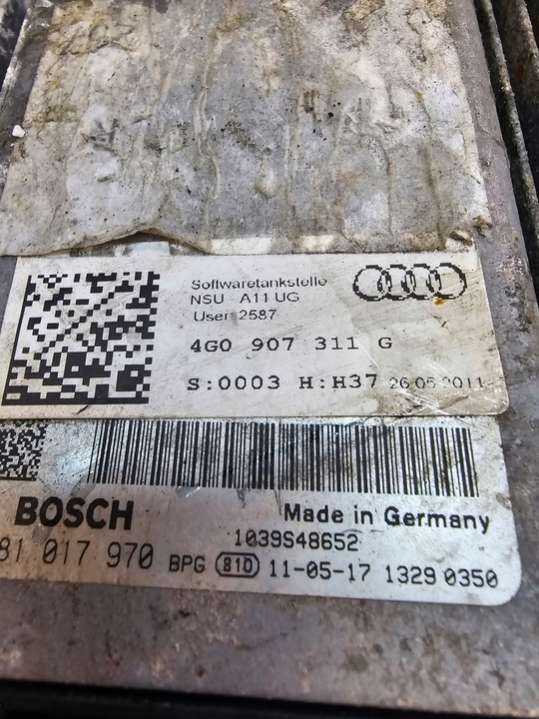 Softwaretankstelle
NSU - A11 UG
User: 2587
4G0 907 311 G
S:0003 H:H37 26.05.2011
BOSCH Made in Germany
1039S48652
81 017 970 BPG 81D 11-05-17 1329 0350